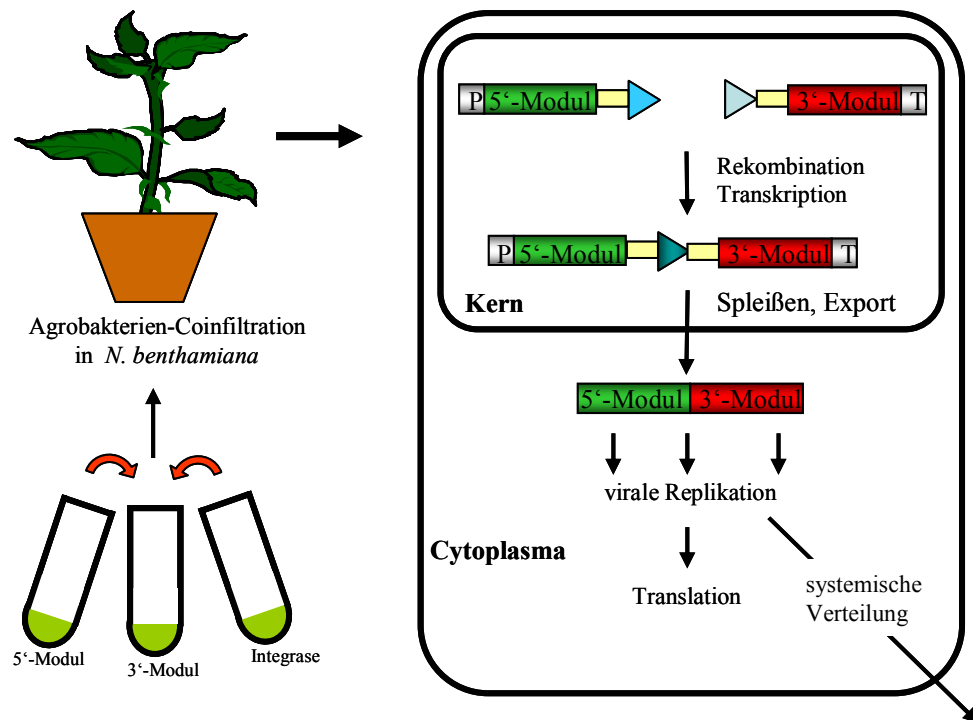 P 5‘-Modul 3‘-Modul T
Rekombination
Transkription
P 5‘-Modul 3‘-Modul T
Kern
Spleißen, Export
5‘-Modul 3‘-Modul
virale Replikation
Cytoplasma
Translation
systemische
Verteilung
Agrobakterien-Coinfiltration
in N. benthamiana
5‘-Modul
3‘-Modul
Integrase